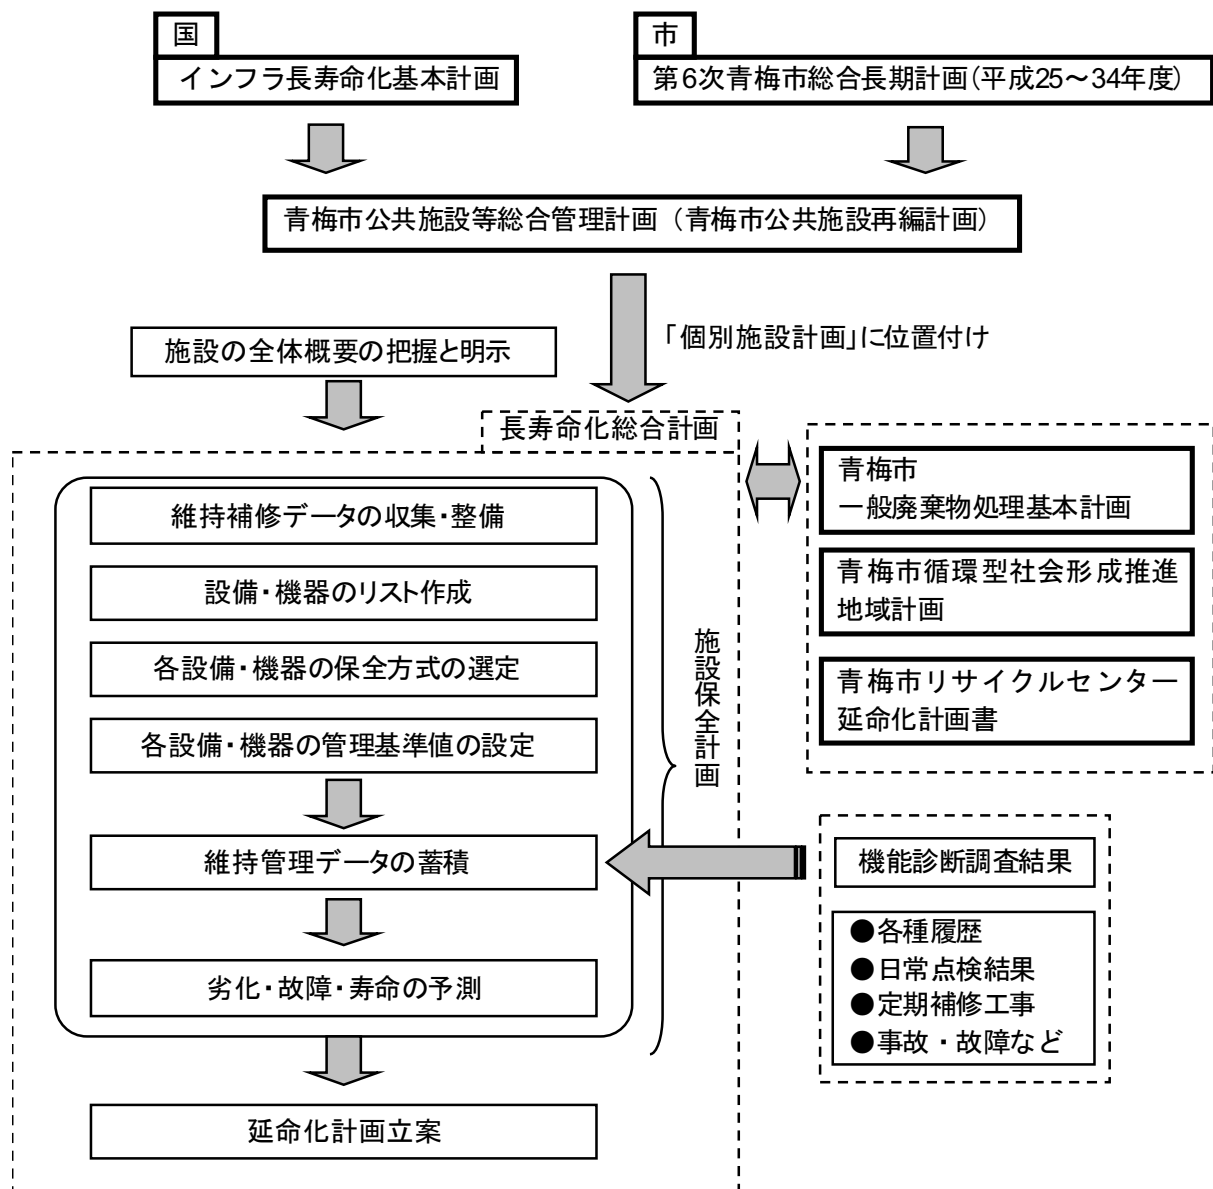 国
インフラ長寿命化基本計画
市
第6次青梅市総合長期計画(平成25～34年度)
青梅市公共施設等総合管理計画（青梅市公共施設再編計画）
「個別施設計画」に位置付け
施設の全体概要の把握と明示
長寿命化総合計画
維持補修データの収集・整備
設備・機器のリスト作成
各設備・機器の保全方式の選定
各設備・機器の管理基準値の設定
維持管理データの蓄積
劣化・故障・寿命の予測
施設保全計画
延命化計画立案
青梅市
一般廃棄物処理基本計画
青梅市循環型社会形成推進
地域計画
青梅市リサイクルセンター
延命化計画書
機能診断調査結果
●各種履歴
●日常点検結果
●定期補修工事
●事故・故障など